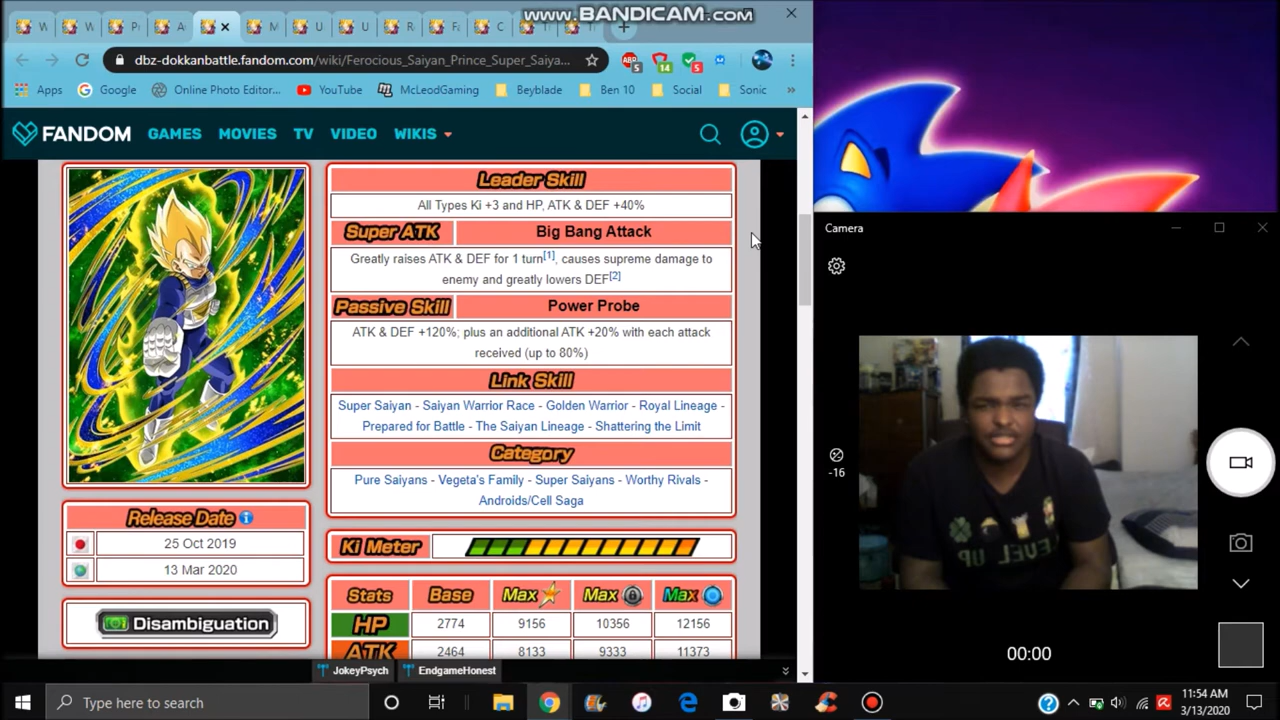 www.BANDICAM.com
dbz-dokkanbattle.fandom.com/wiki/Ferocious_Saiyan_Prince_Super_Saiya...
Apps
Google
Online Photo Editor...
YouTube
McLeodGaming
Beyblade
Ben 10
Social
Sonic
FANDOM
GAMES
MOVIES
TV
VIDEO
WIKIS
Leader Skill
All Types Ki +3 and HP, ATK & DEF +40%
Super ATK
Big Bang Attack
Greatly raises ATK & DEF for 1 turn[1], causes supreme damage to
enemy and greatly lowers DEF[2]
Passive Skill
Power Probe
ATK & DEF +120%; plus an additional ATK +20% with each attack
received (up to 80%)
Link Skill
Super Saiyan - Saiyan Warrior Race - Golden Warrior - Royal Lineage -
Prepared for Battle - The Saiyan Lineage - Shattering the Limit
Category
Pure Saiyans - Vegeta's Family - Super Saiyans - Worthy Rivals -
Androids/Cell Saga
Release Date
25 Oct 2019
13 Mar 2020
Disambiguation
Ki Meter
Stats Base Max Max Max
HP 2774 9156 10356 12156
ATK 2464 8133 9333 11373
JokeyPsych
EndgameHonest
Camera
-16
LEVEL UP
00:00
Type here to search
11:54 AM
3/13/2020